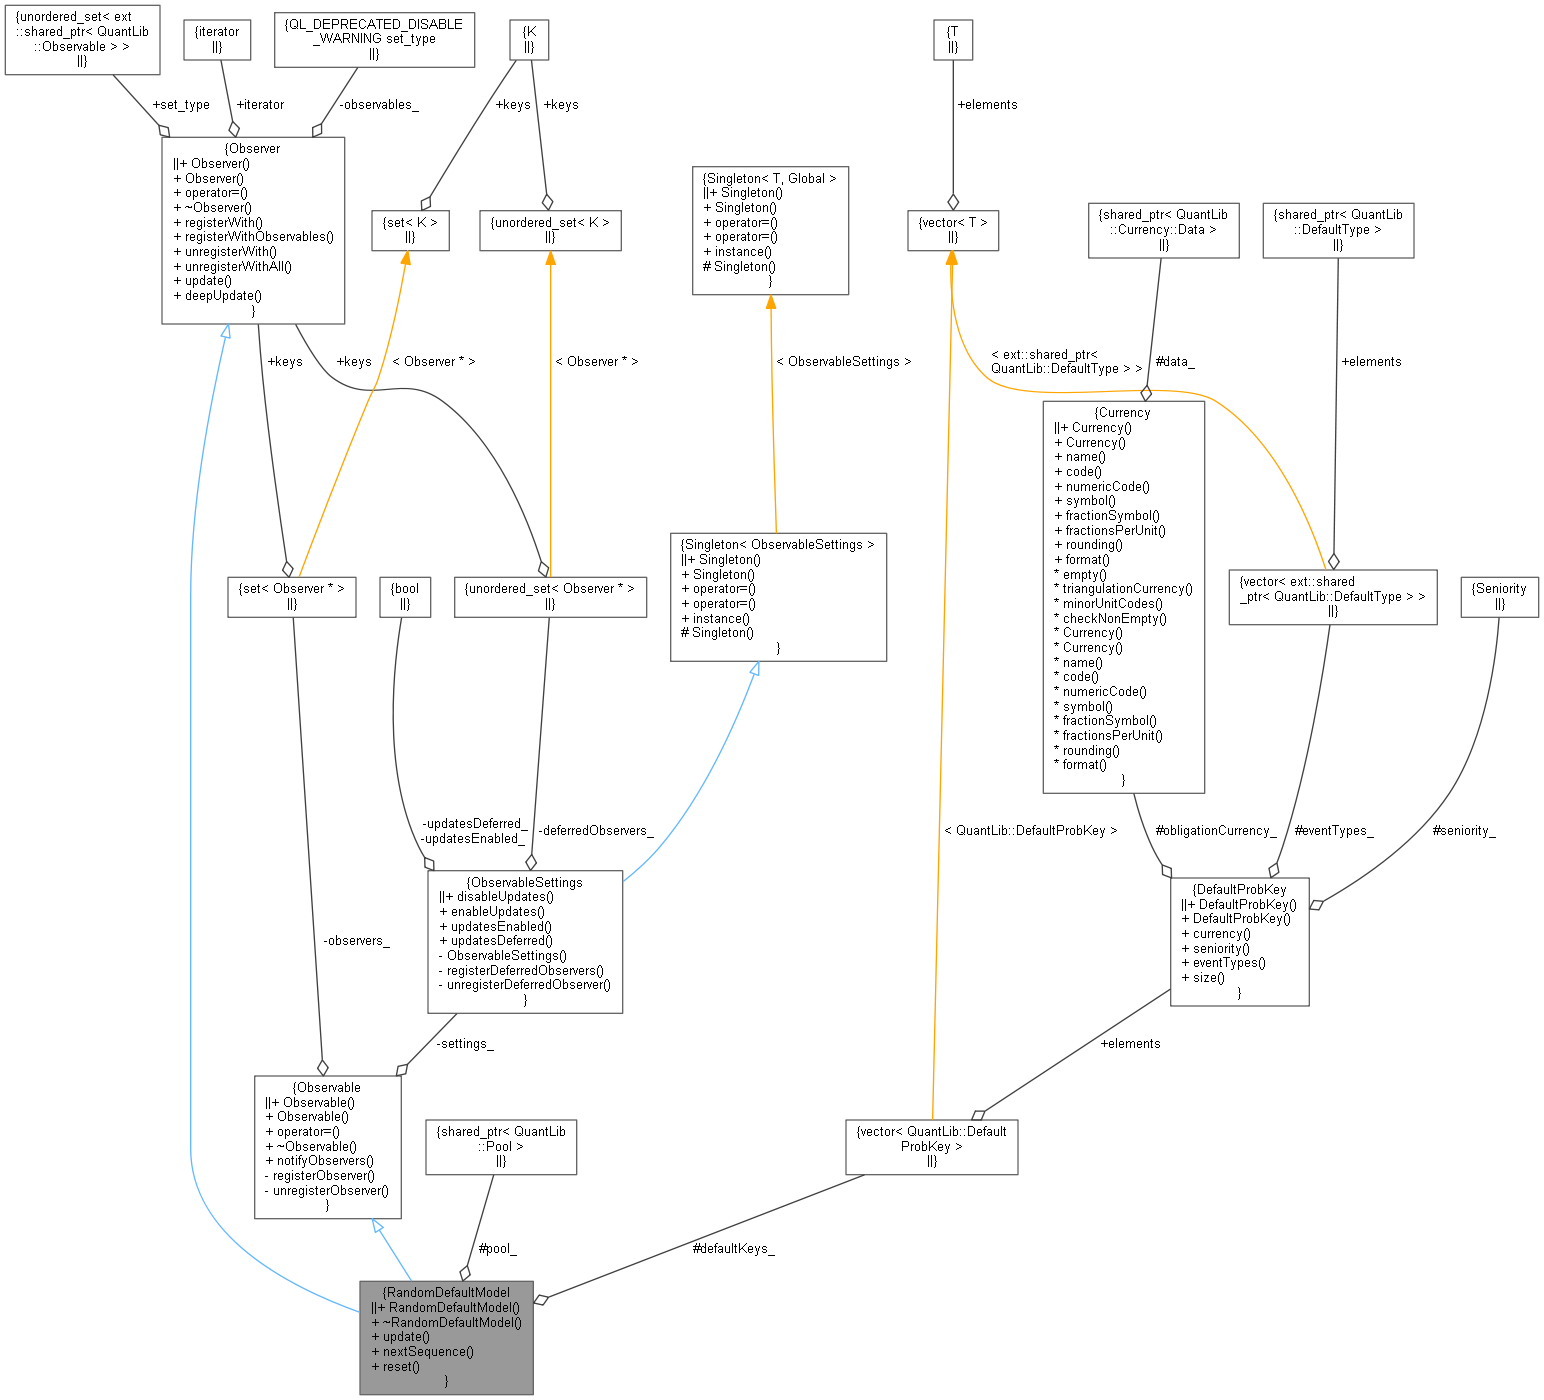 {unordered_set< ext
::shared_ptr< QuantLib
::Observable > >
||}
{iterator
||}
{QL_DEPRECATED_DISABLE
_WARNING set_type
||}
{K
||}
{T
||}
+set_type
+iterator
-observables_
+keys
+keys
+elements
{Observer
||+ Observer()
+ Observer()
+ operator=()
+ ~Observer()
+ registerWith()
+ registerWithObservables()
+ unregisterWith()
+ unregisterWithAll()
+ update()
+ deepUpdate()
}
{set< K >
||}
{unordered_set< K >
||}
{Singleton< T, Global >
||+ Singleton()
+ Singleton()
+ operator=()
+ operator=()
+ instance()
# Singleton()
}
{vector< T >
||}
{shared_ptr< QuantLib
::Currency::Data >
||}
{shared_ptr< QuantLib
::DefaultType >
||}
+keys
+keys
< Observer * >
< Observer * >
< ObservableSettings >
< ext::shared_ptr<
QuantLib::DefaultType > >
#data_
+elements
{Currency
||+ Currency()
+ Currency()
+ name()
+ code()
+ numericCode()
+ symbol()
+ fractionSymbol()
+ fractionsPerUnit()
+ rounding()
+ format()
* empty()
* triangulationCurrency()
* minorUnitCodes()
* checkNonEmpty()
* Currency()
* Currency()
* name()
* code()
* numericCode()
* symbol()
* fractionSymbol()
* fractionsPerUnit()
* rounding()
* format()
}
{set< Observer * >
||}
{bool
||}
{unordered_set< Observer * >
||}
{Singleton< ObservableSettings >
||+ Singleton()
+ Singleton()
+ operator=()
+ operator=()
+ instance()
# Singleton()
}
{vector< ext::shared
_ptr< QuantLib::DefaultType > >
||}
{Seniority
||}
-updatesDeferred_
-updatesEnabled_
-deferredObservers_
< QuantLib::DefaultProbKey >
#obligationCurrency_
#eventTypes_
#seniority_
{ObservableSettings
||+ disableUpdates()
+ enableUpdates()
+ updatesEnabled()
+ updatesDeferred()
- ObservableSettings()
- registerDeferredObservers()
- unregisterDeferredObserver()
}
{DefaultProbKey
||+ DefaultProbKey()
+ DefaultProbKey()
+ currency()
+ seniority()
+ eventTypes()
+ size()
}
-observers_
-settings_
+elements
{Observable
||+ Observable()
+ Observable()
+ operator=()
+ ~Observable()
+ notifyObservers()
- registerObserver()
- unregisterObserver()
}
{shared_ptr< QuantLib
::Pool >
||}
{vector< QuantLib::Default
ProbKey >
||}
#pool_
#defaultKeys_
{RandomDefaultModel
||+ RandomDefaultModel()
+ ~RandomDefaultModel()
+ update()
+ nextSequence()
+ reset()
}